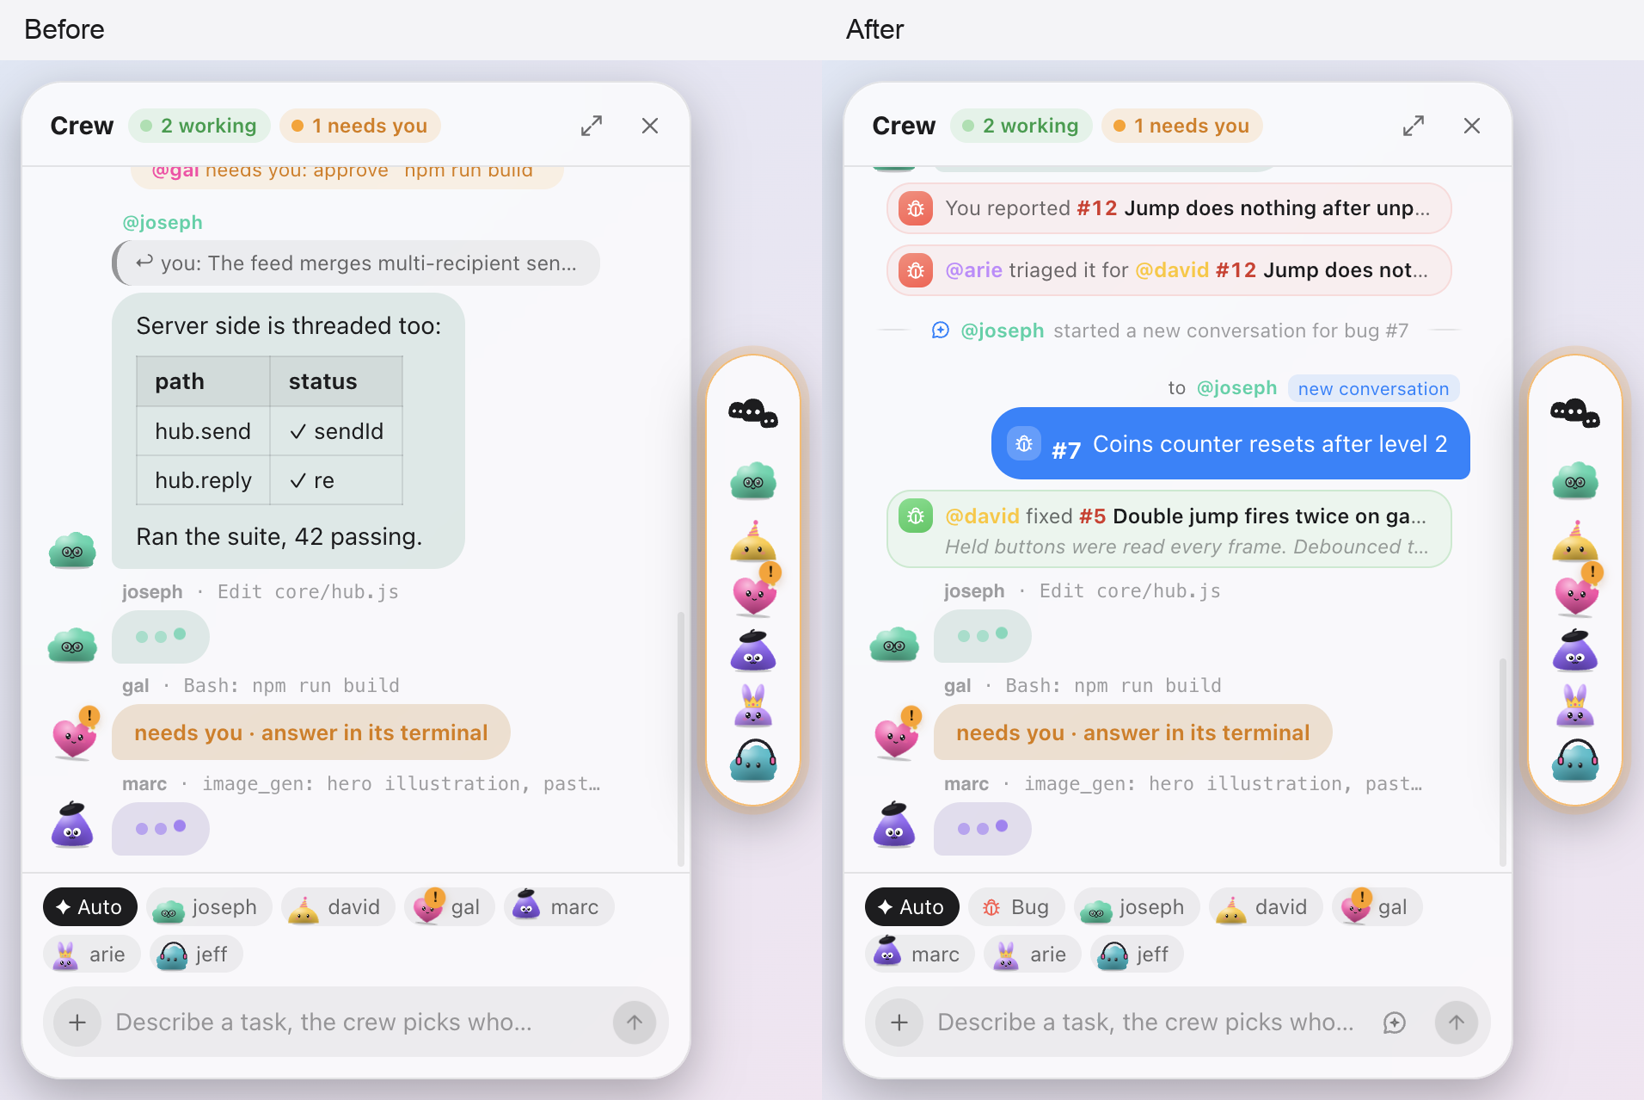 Before
Crew
2 working
1 needs you
@gal needs you: approve `npm run build`
@joseph
you: The feed merges multi-recipient sen...
Server side is threaded too:
path status
hub.send ✓ sendId
hub.reply ✓ re
Ran the suite, 42 passing.
joseph · Edit core/hub.js
gal · Bash: npm run build
!
needs you · answer in its terminal
marc · image_gen: hero illustration, past…
Auto
joseph
david
!
gal
marc
arie
jeff
Describe a task, the crew picks who...
!
After
Crew
2 working
1 needs you
You reported #12 Jump does nothing after unp...
@arie triaged it for @david #12 Jump does not...
@joseph started a new conversation for bug #7
to @joseph new conversation
#7 Coins counter resets after level 2
@david fixed #5 Double jump fires twice on ga...
Held buttons were read every frame. Debounced t...
joseph · Edit core/hub.js
gal · Bash: npm run build
!
needs you · answer in its terminal
marc · image_gen: hero illustration, past…
Auto
Bug
joseph
david
!
gal
marc
arie
jeff
Describe a task, the crew picks who...
!